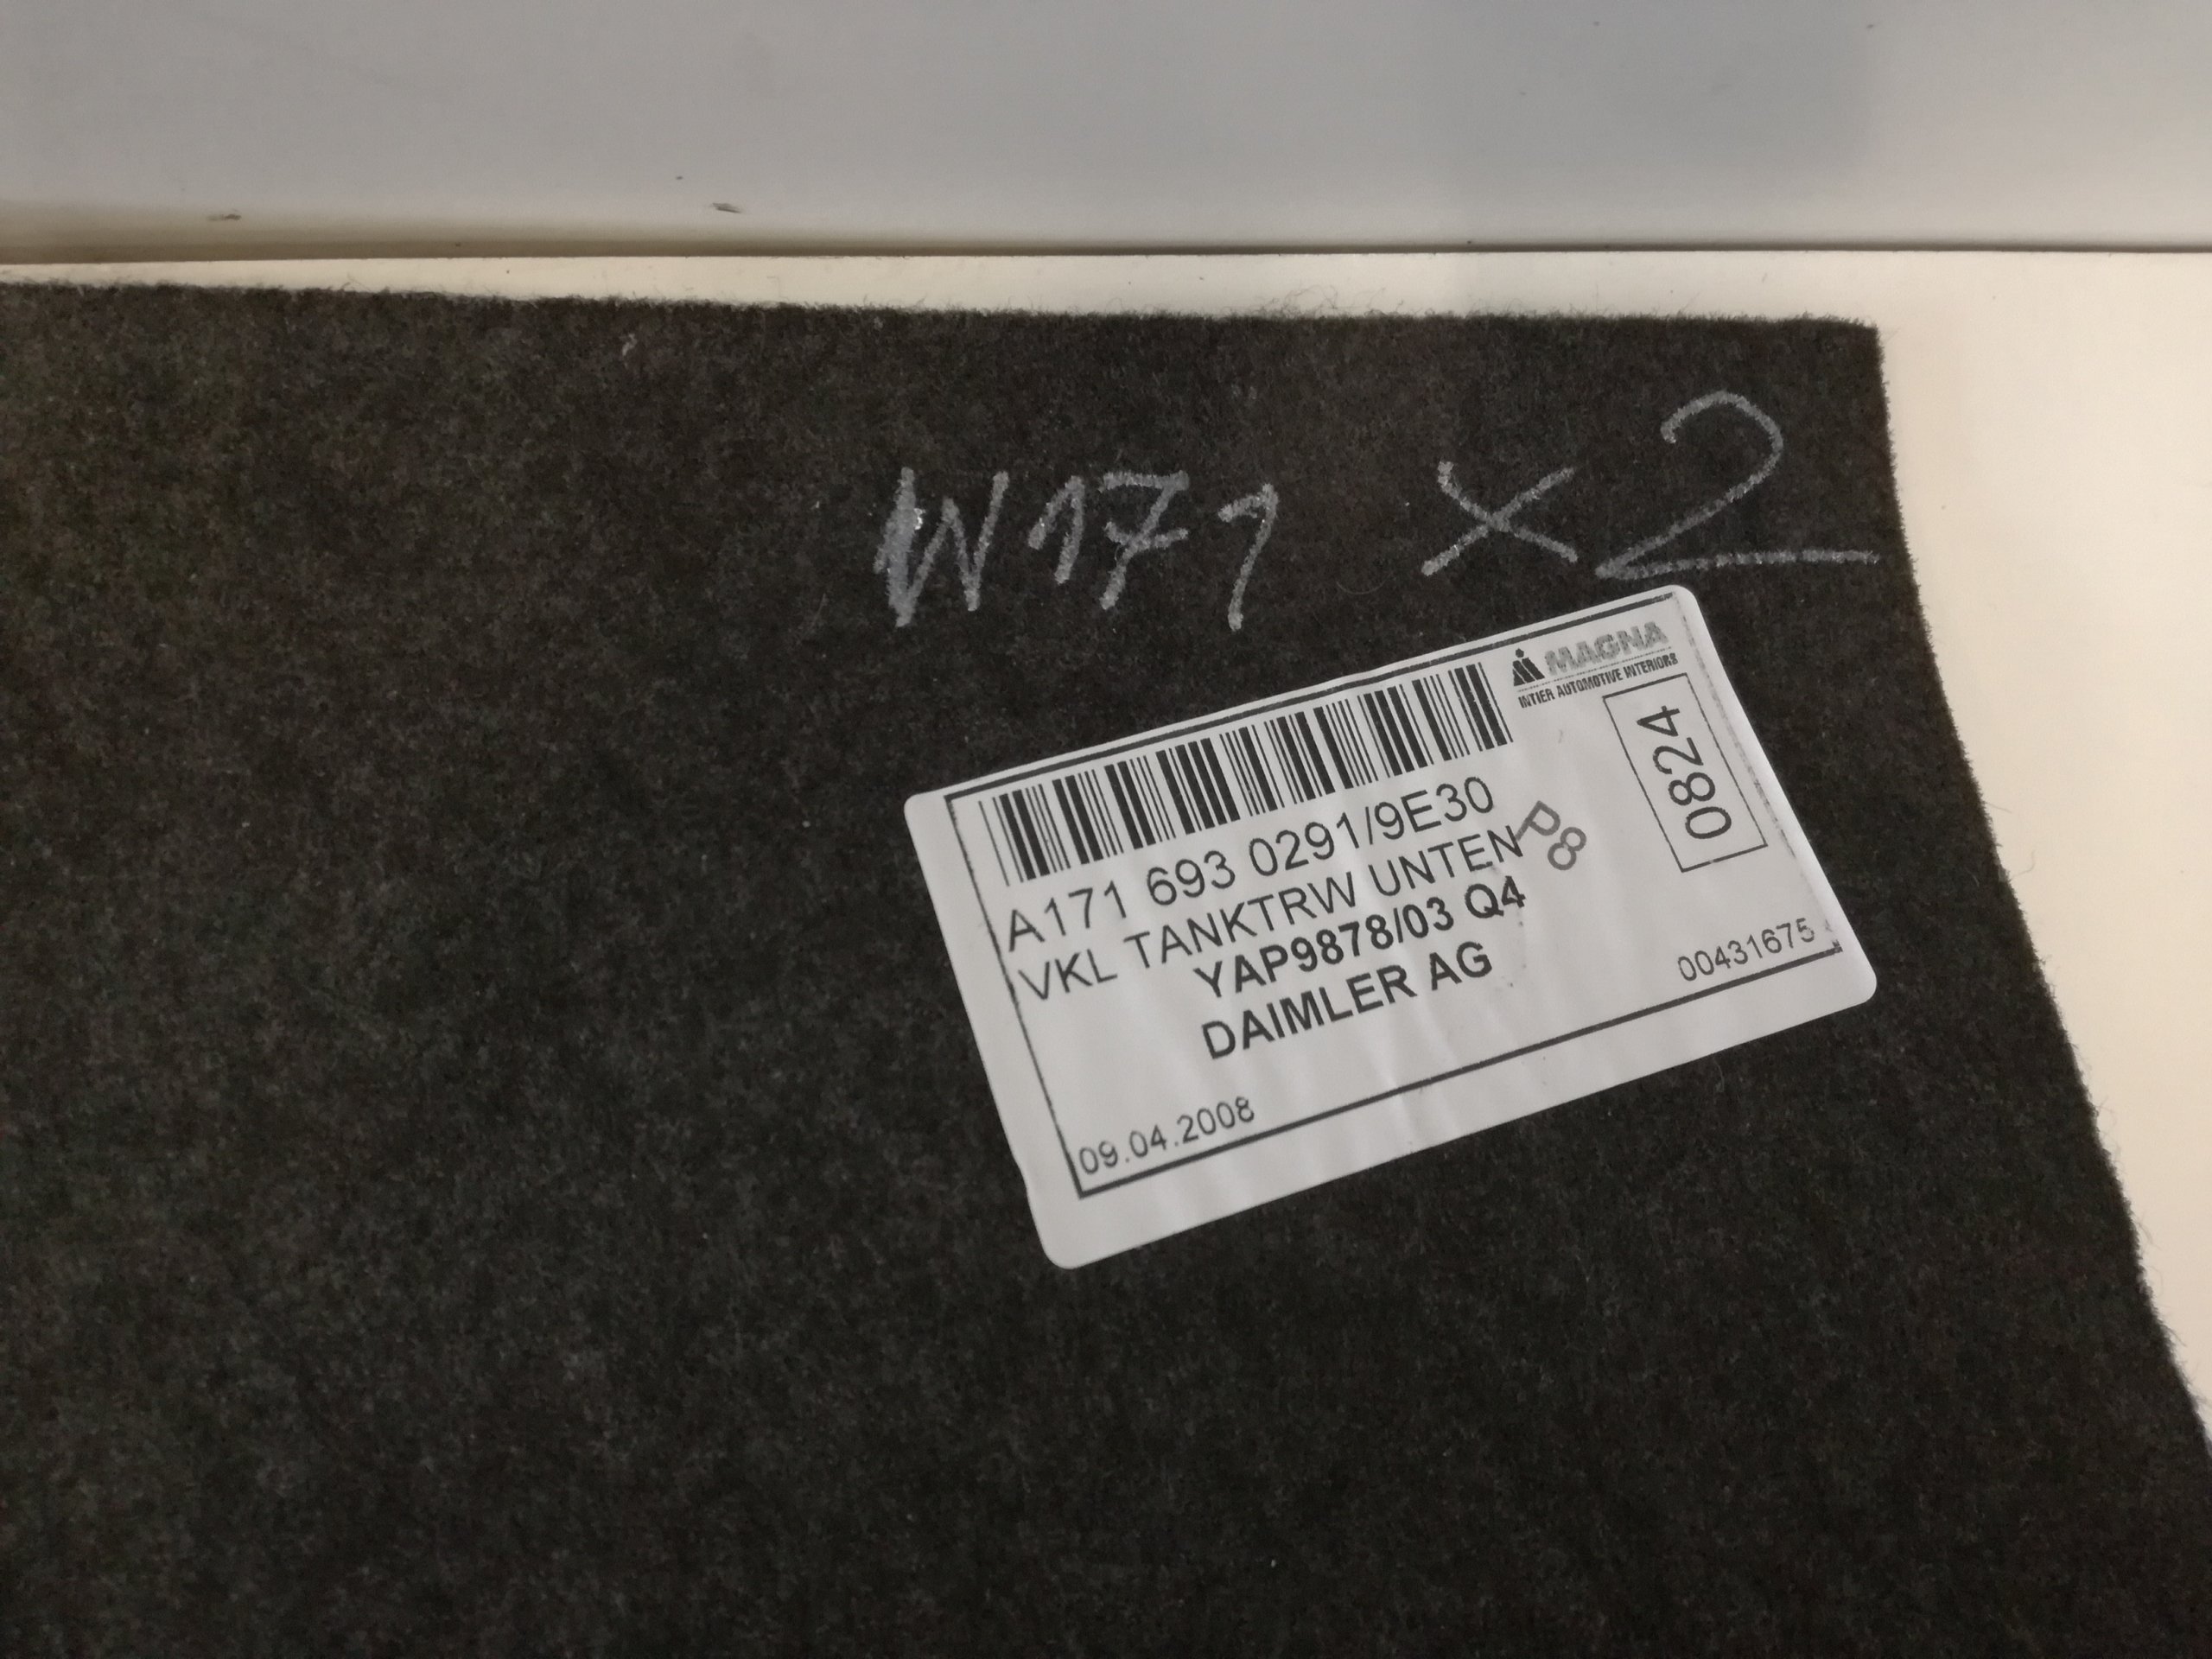 W171 x2
MAGNA
INTIER AUTOMOTIVE INTERIORS
0824
A171 693 0291/9E30
VKL TANKTRW UNTEN
P8
YAP9878/03 Q4
DAIMLER AG
00431675
09.04.2008